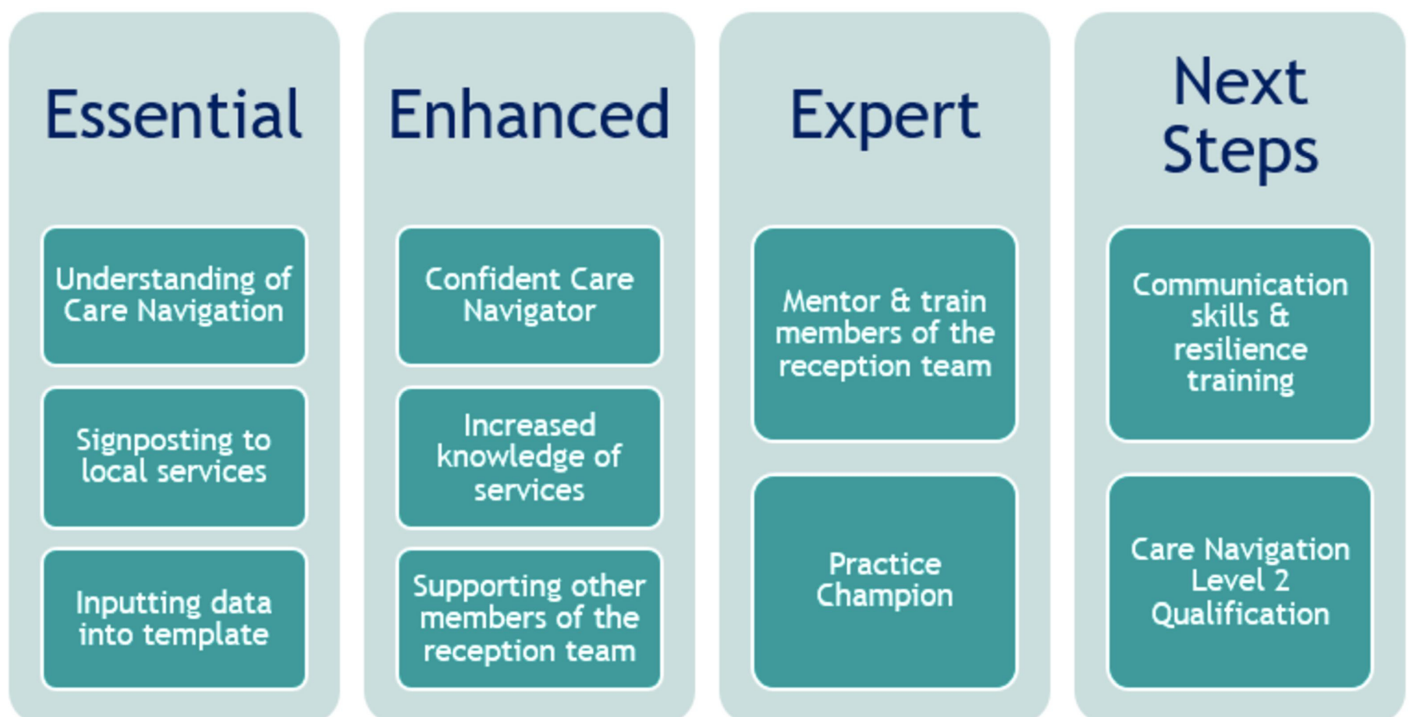 Essential
Understanding of
Care Navigation
Signposting to
local services
Inputting data
into template
Enhanced
Confident Care
Navigator
Increased
knowledge of
services
Supporting other
members of the
reception team
Expert
Mentor & train
members of the
reception team
Practice
Champion
Next
Steps
Communication
skills &
resilience
training
Care Navigation
Level 2
Qualification